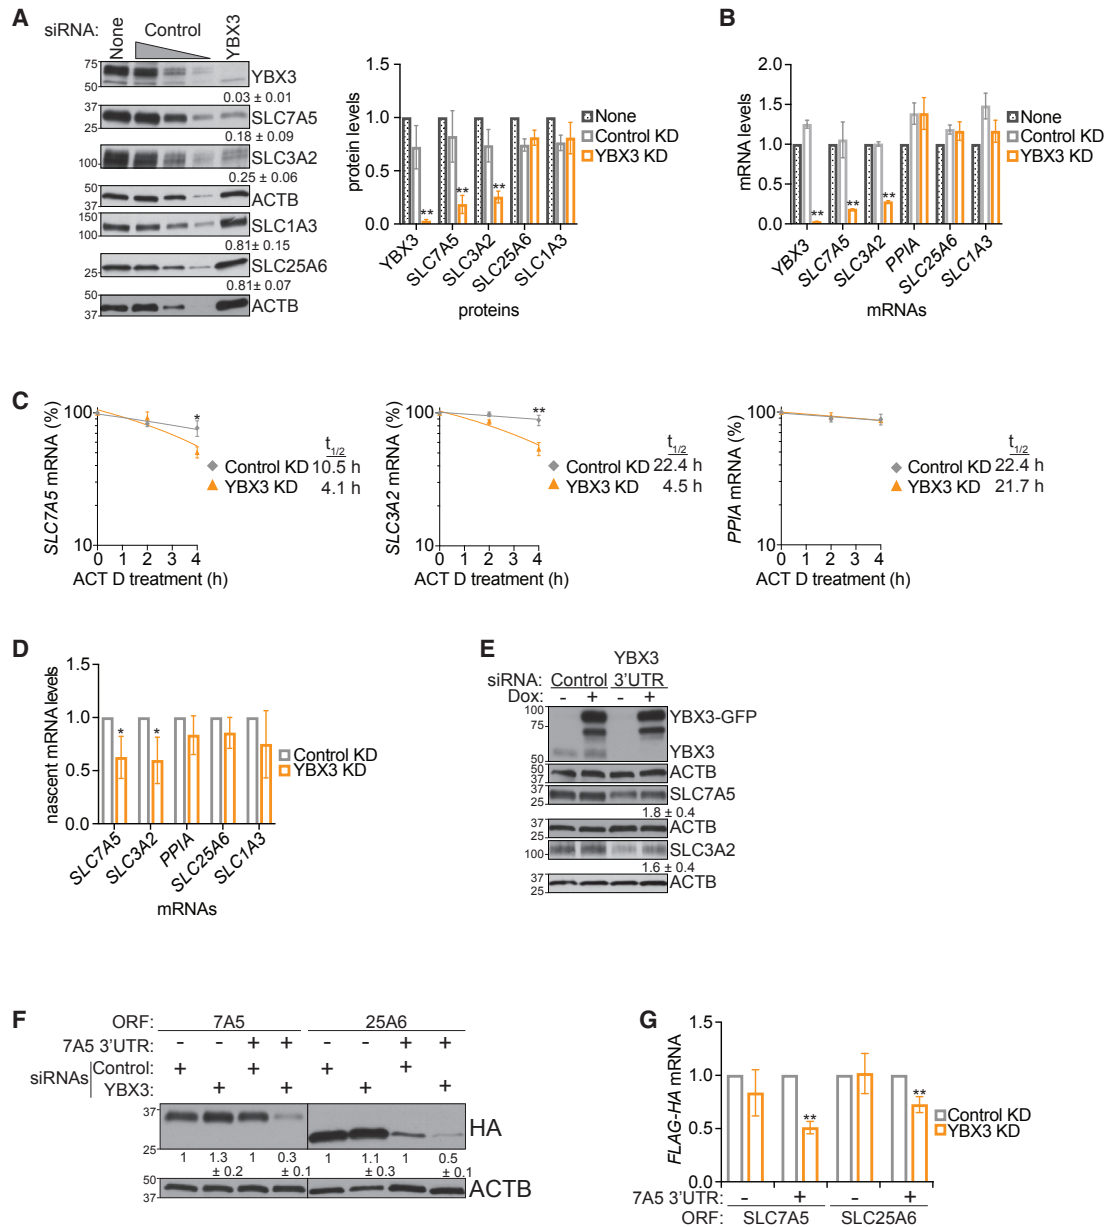 A
siRNA: None Control YBX3
75
50
YBX3
0.03 ± 0.01
37
25
SLC7A5
0.18 ± 0.09
100
SLC3A2
0.25 ± 0.06
50
37
ACTB
150
100
SLC1A3
0.81± 0.15
25
SLC25A6
0.81± 0.07
50
37
ACTB
protein levels
1.5
1.0
0.5
0.0
None
Control KD
YBX3 KD
** ** **
YBX3 SLC7A5 SLC3A2 SLC25A6 SLC1A3
proteins
B
mRNA levels
2.0
1.5
1.0
0.5
0
None
Control KD
YBX3 KD
** ** **
YBX3 SLC7A5 SLC3A2 PPIA SLC25A6 SLC1A3
mRNAs
C
SLC7A5 mRNA (%)
100
10
*
t1/2
Control KD 10.5 h
YBX3 KD 4.1 h
0 1 2 3 4
ACT D treatment (h)
SLC3A2 mRNA (%)
100
10
**
t1/2
Control KD 22.4 h
YBX3 KD 4.5 h
0 1 2 3 4
ACT D treatment (h)
PPIA mRNA (%)
100
10
t1/2
Control KD 22.4 h
YBX3 KD 21.7 h
0 1 2 3 4
ACT D treatment (h)
D
nascent mRNA levels
1.5
1.0
0.5
0.0
* *
Control KD
YBX3 KD
SLC7A5 SLC3A2 PPIA SLC25A6 SLC1A3
mRNAs
E
YBX3
siRNA: Control 3'UTR
Dox: - + - +
100
75
50
YBX3-GFP
YBX3
50
37
ACTB
37
25
SLC7A5
1.8 ± 0.4
37
25
ACTB
100
SLC3A2
1.6 ± 0.4
37
25
ACTB
F
ORF: 7A5 25A6
7A5 3'UTR: - - + + - - + +
siRNAs
Control: + + + +
YBX3: + + + +
37
25
HA
1 1.3 1 0.3 1 1.1 1 0.5
± 0.2 ± 0.1 ± 0.3 ± 0.1
50
37
ACTB
G
FLAG-HA mRNA
1.5
1.0
0.5
0.0
** **
Control KD
YBX3 KD
7A5 3'UTR: - + - +
ORF: SLC7A5 SLC25A6